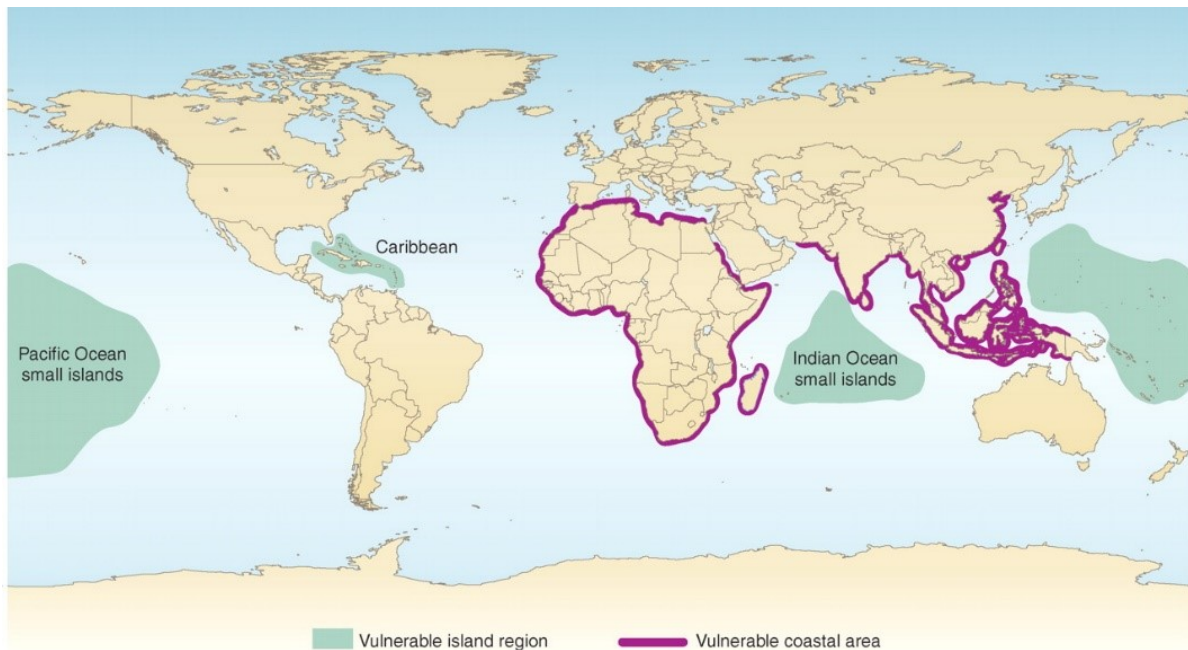 Caribbean
Pacific Ocean
small islands
Indian Ocean
small islands
Vulnerable island region
Vulnerable coastal area